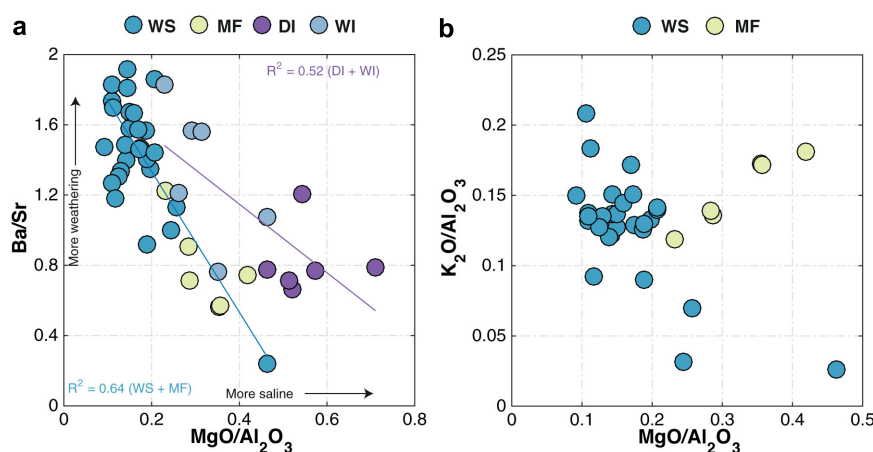 a
WS MF DI WI
2
1.6
1.2
0.8
0.4
0
Ba/Sr
More weathering
R² = 0.52 (DI + WI)
R² = 0.64 (WS + MF)
More saline
0 0.2 0.4 0.6 0.8
MgO/Al₂O₃
b
WS MF
0.25
0.2
0.15
0.1
0.05
0
K₂O/Al₂O₃
0 0.1 0.2 0.3 0.4 0.5
MgO/Al₂O₃